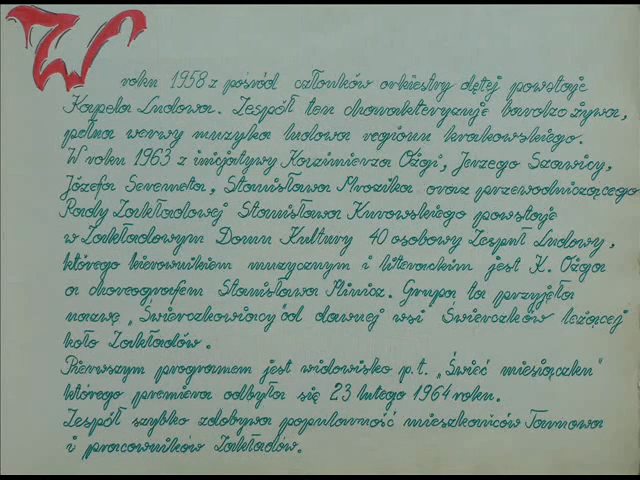 W roku 1958 z pośród członków orkiestry dętej powstaje
Kapela Ludowa. Zespół ten charakteryzuje bardzo żywa,
pełna werwy muzyka ludowa regionu krakowskiego.
W roku 1963 z inicjatywy Kazimierza Ożgi, Jerzego Szawicy,
Józefa Seremeta, Stanisława Mrozika oraz przewodniczącego
Rady Zakładowej Stanisława Kurowskiego powstaje
w Zakładowym Domu Kultury 40 osobowy Zespół Ludowy,
którego kierownikiem muzycznym i literackim jest K. Ożga
a choreografem Stanisława Plinicz. Grupa ta przyjęła
nazwę „Świerczkowiacy” od dawnej wsi Świerczków leżącej
koło Zakładów.
Pierwszym programem jest widowisko p.t. „Świeć miesiączku”
którego premiera odbyła się 23 lutego 1964 roku.
Zespół szybko zdobywa popularność mieszkańców Tarnowa
i pracowników Zakładów.